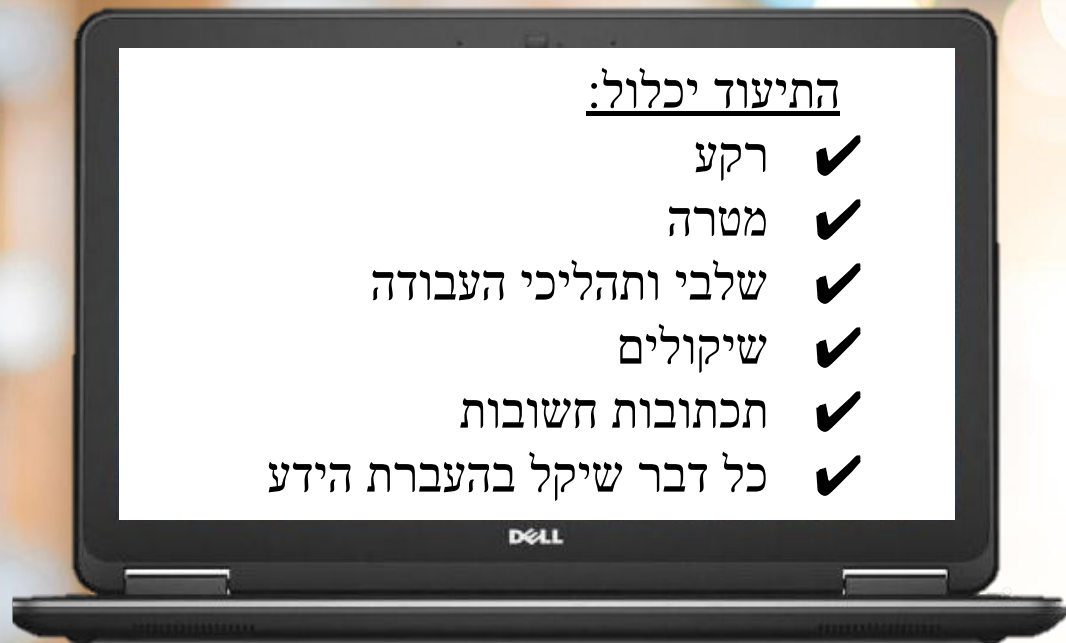 התיעוד יכלול:
✔ רקע
✔ מטרה
✔ שלבי ותהליכי העבודה
✔ שיקולים
✔ תכתובות חשובות
✔ כל דבר שיקל בהעברת הידע
DELL